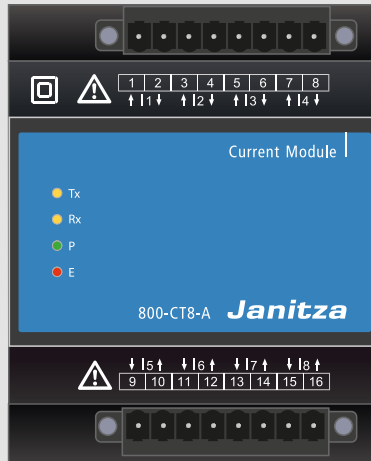 1 2 3 4 5 6 7 8
↑ I1 ↓ ↑ I2 ↓ ↑ I3 ↓ ↑ I4 ↓
Current Module
Tx
Rx
P
E
800-CT8-A Janitza
↓ I5 ↑ ↓ I6 ↑ ↓ I7 ↑ ↓ I8 ↑
9 10 11 12 13 14 15 16